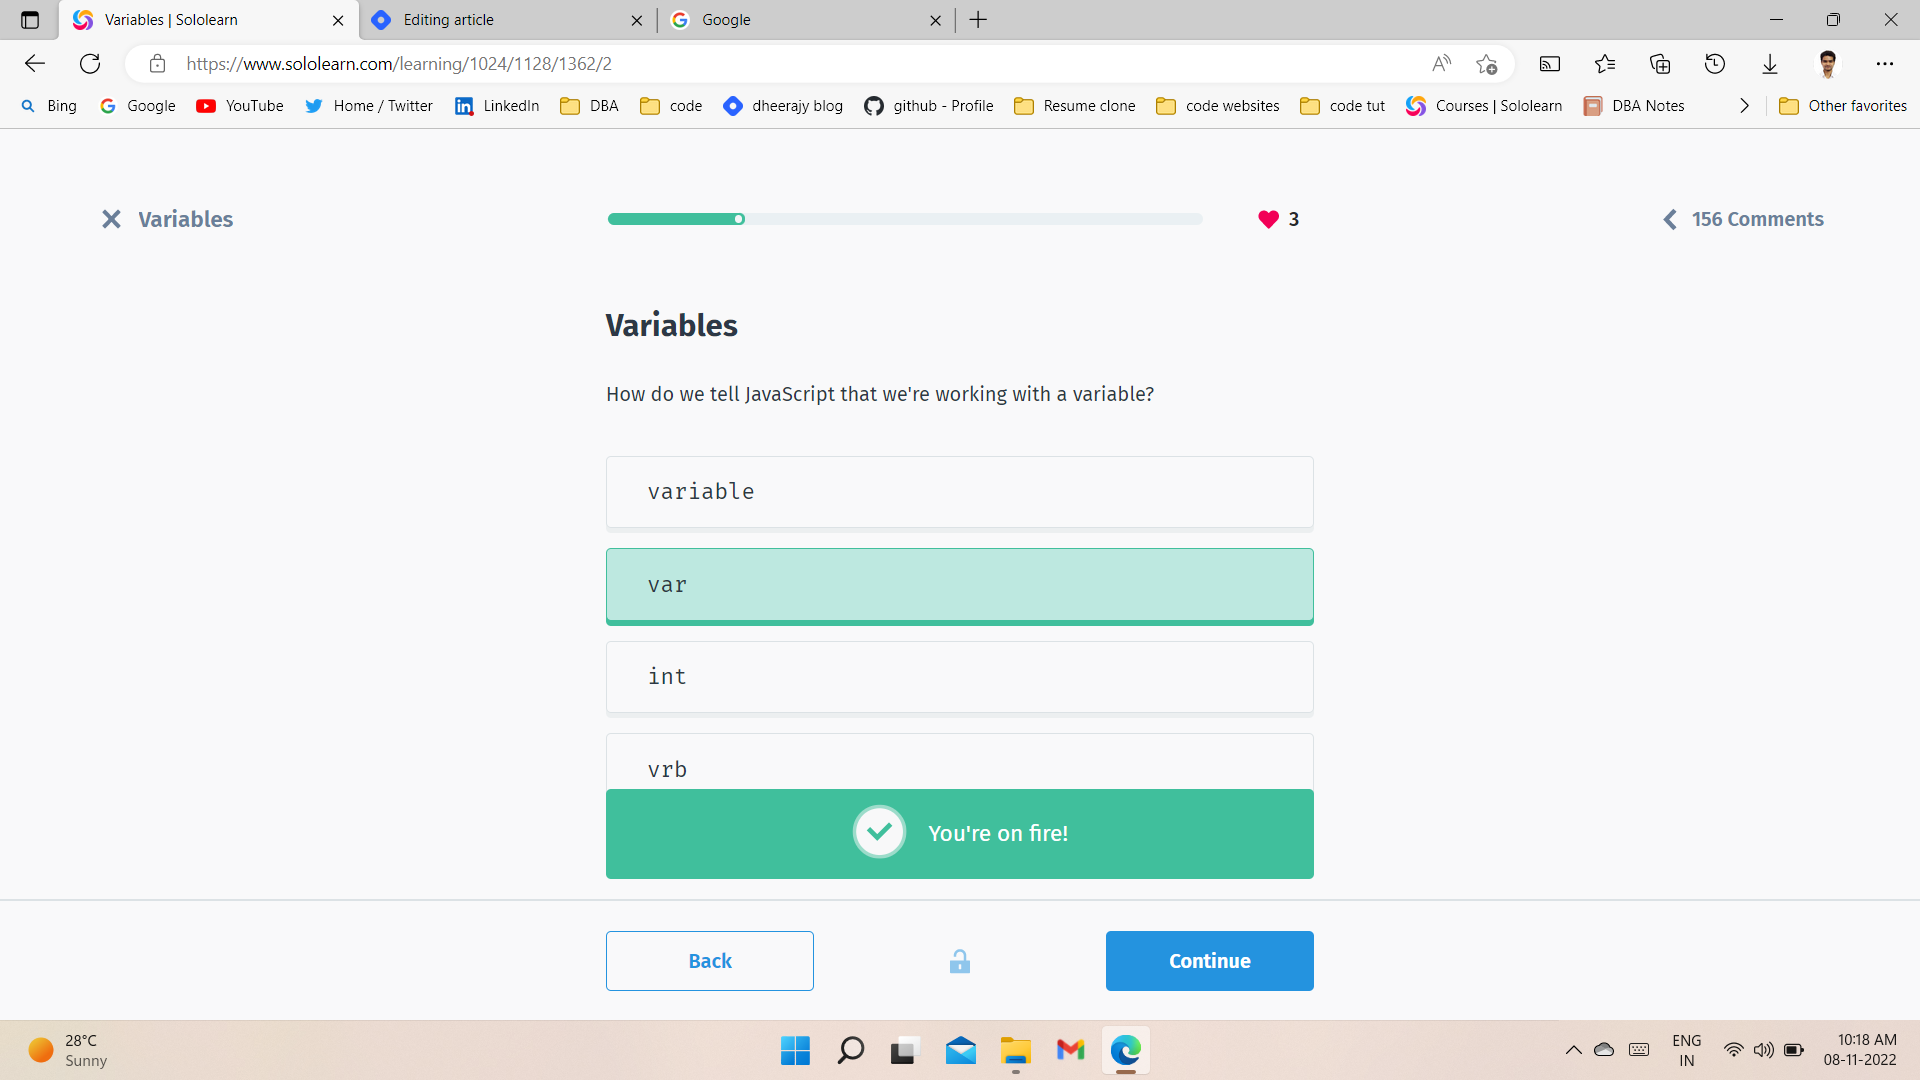 Variables | Sololearn
Editing article
Google
https://www.sololearn.com/learning/1024/1128/1362/2
Bing
Google
YouTube
Home / Twitter
LinkedIn
DBA
code
dheerajy blog
github - Profile
Resume clone
code websites
code tut
Courses | Sololearn
DBA Notes
Other favorites
Variables
3
156 Comments
Variables
How do we tell JavaScript that we're working with a variable?
variable
var
int
vrb
You're on fire!
Back
Continue
28°C
Sunny
ENG
IN
10:18 AM
08-11-2022